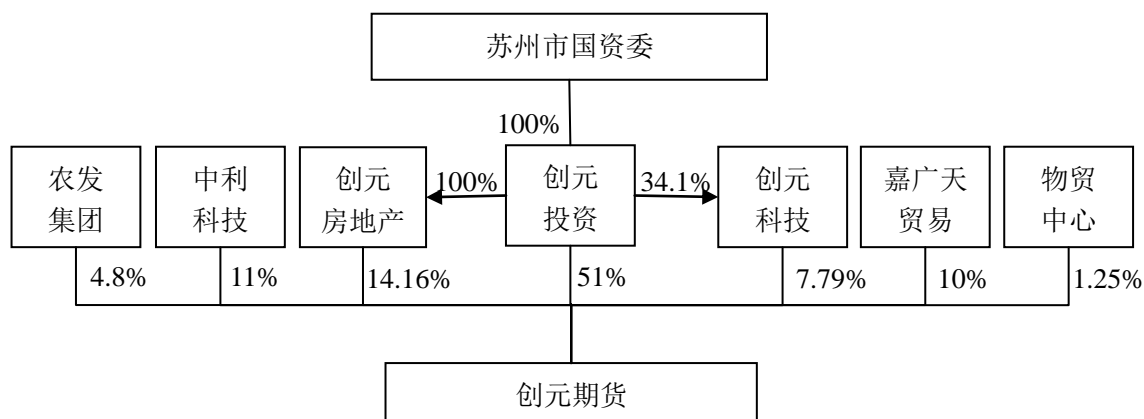 苏州市国资委
100%
农发
集团
中利
科技
创元
房地产
100%
创元
投资
34.1%
创元
科技
嘉广天
贸易
物贸
中心
4.8%
11%
14.16%
51%
7.79%
10%
1.25%
创元期货